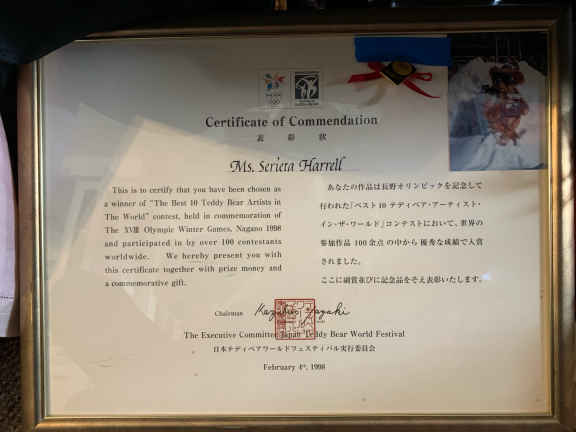 Certificate of Commendation
表彰状
Ms. Serieta Harrell
This is to certify that you have been chosen as
a winner of "The Best 10 Teddy Bear Artists in
The World" contest, held in commemoration of
The XVIII Olympic Winter Games, Nagano 1998
and participated in by over 100 contestants
worldwide. We hereby present you with
this certificate together with prize money and
a commemorative gift.
あなたの作品は長野オリンピックを記念して
行われた「ベスト10 テディベア・アーティスト・
イン・ザ・ワールド」コンテストにおいて、世界の
参加作品 100余点 の中から 優秀な成績で入賞
されました。
ここに副賞並びに記念品をそえ表彰いたします。
Chairman
The Executive Committee Japan Teddy Bear World Festival
日本テディベアワールドフェスティバル実行委員会
February 4th, 1998